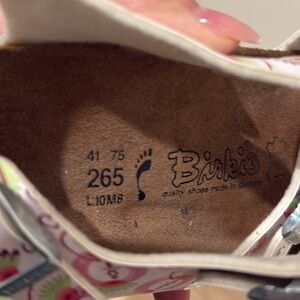 41 75
265
L10M8
Birki's
quality shoes made in Germany